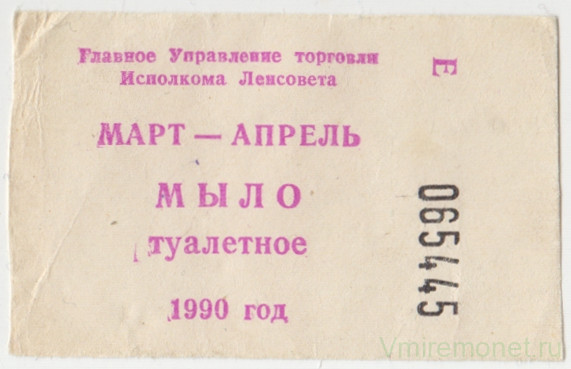 Главное Управление торговли
Исполкома Ленсовета
МАРТ — АПРЕЛЬ
МЫЛО
туалетное
1990 год
Е
065445
Vmiremonet.ru